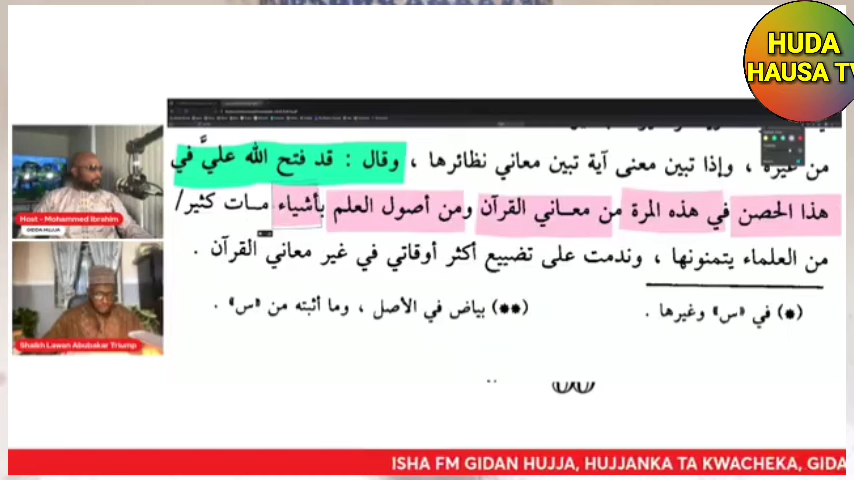 HUDA
HAUSA TV
من غيره ، وإذا تبين معنى آية تبين معاني نظائرها ، وقال : قد فتح الله عليَّ في
هذا الحصن في هذه المرة من معاني القرآن ومن أصول العلم بأشياء مات كثير/
من العلماء يتمنونها ، وندمت على تضييع أكثر أوقاتي في غير معاني القرآن .
(*) في «س» وغيرها .
(**) بياض في الأصل ، وما أثبته من «س» .
Host - Mohammed Ibrahim
GIDAN HUJJA
Shaikh Lawan Abubakar Triump
ISHA FM GIDAN HUJJA, HUJJANKA TA KWACHEKA, GIDA